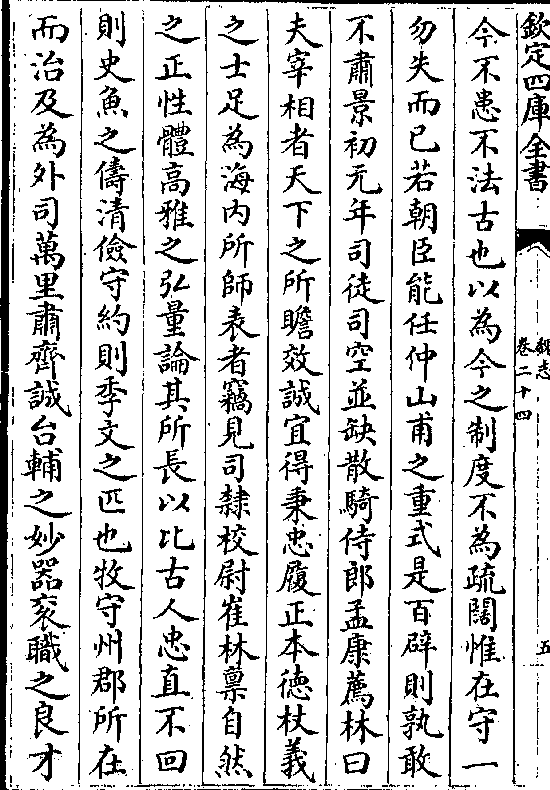 欽定四庫全書
魏志
卷二十四
五
今不患不法古也以為今之制度不為疏闊惟在守一
勿失而已若朝臣能任仲山甫之重式是百辟則孰敢
不肅景初元年司徒司空並缺散騎侍郎孟康薦林曰
夫宰相者天下之所瞻效誠宜得秉忠履正本德杖義
之士足為海内所師表者竊見司隸校尉崔林稟自然
之正性體高雅之弘量論其所長以比古人忠直不回
則史魚之儔清儉守約則季文之匹也牧守州郡所在
而治及為外司萬里肅齊誠台輔之妙器衮職之良才